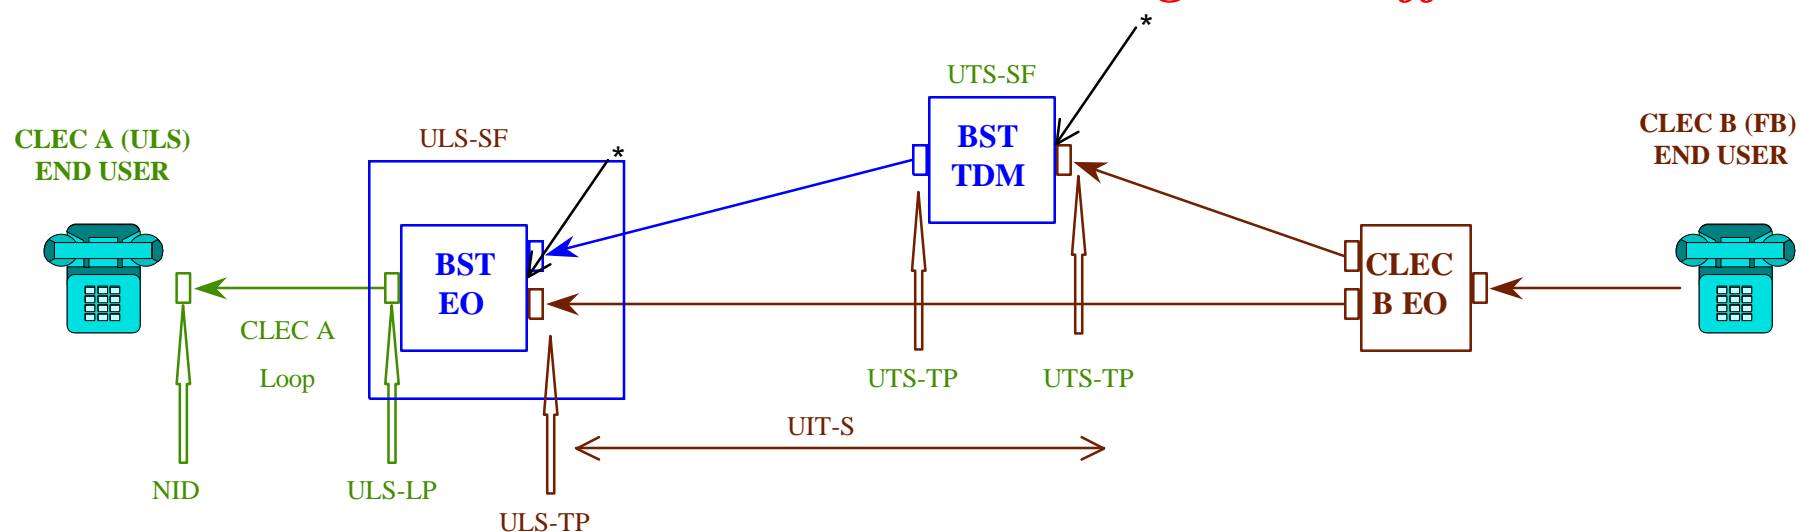 *
UTS-SF
CLEC A (ULS)
END USER
ULS-SF
*
BST
TDM
CLEC B (FB)
END USER
BST
EO
CLEC
B EO
CLEC A
Loop
UTS-TP
UTS-TP
UIT-S
NID
ULS-LP
ULS-TP